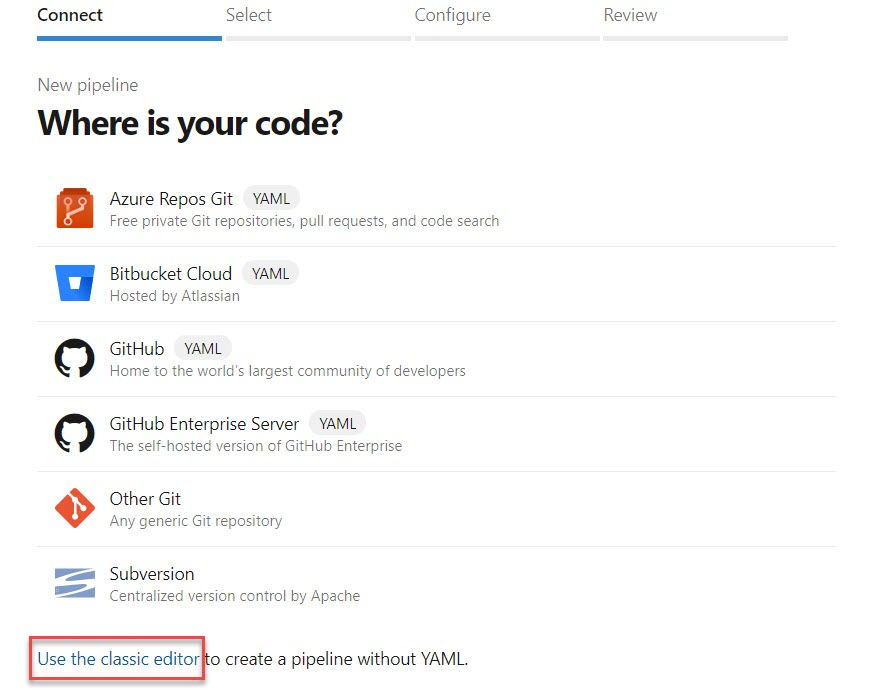 Connect Select Configure Review
New pipeline
Where is your code?
Azure Repos Git YAML
Free private Git repositories, pull requests, and code search
Bitbucket Cloud YAML
Hosted by Atlassian
GitHub YAML
Home to the world's largest community of developers
GitHub Enterprise Server YAML
The self-hosted version of GitHub Enterprise
Other Git
Any generic Git repository
Subversion
Centralized version control by Apache
Use the classic editor to create a pipeline without YAML.